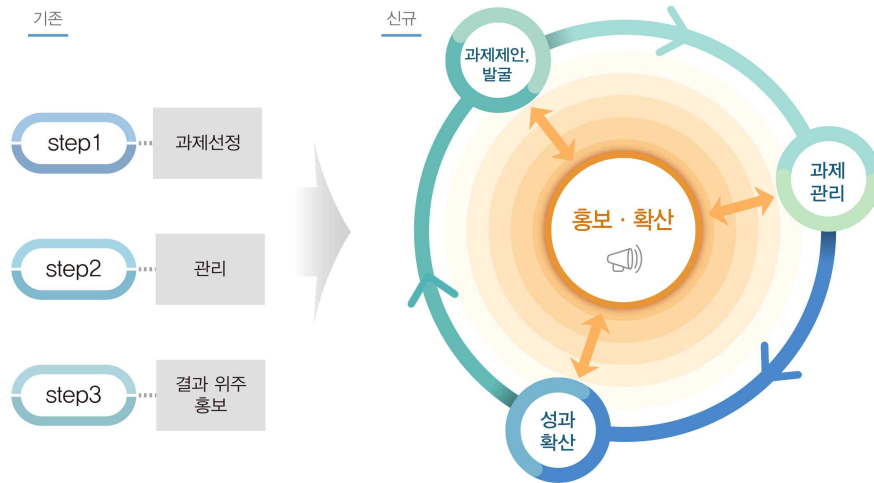 기존
step1
과제선정
step2
관리
step3
결과 위주
홍보
신규
과제제안,
발굴
과제
관리
홍보 · 확산
성과
확산